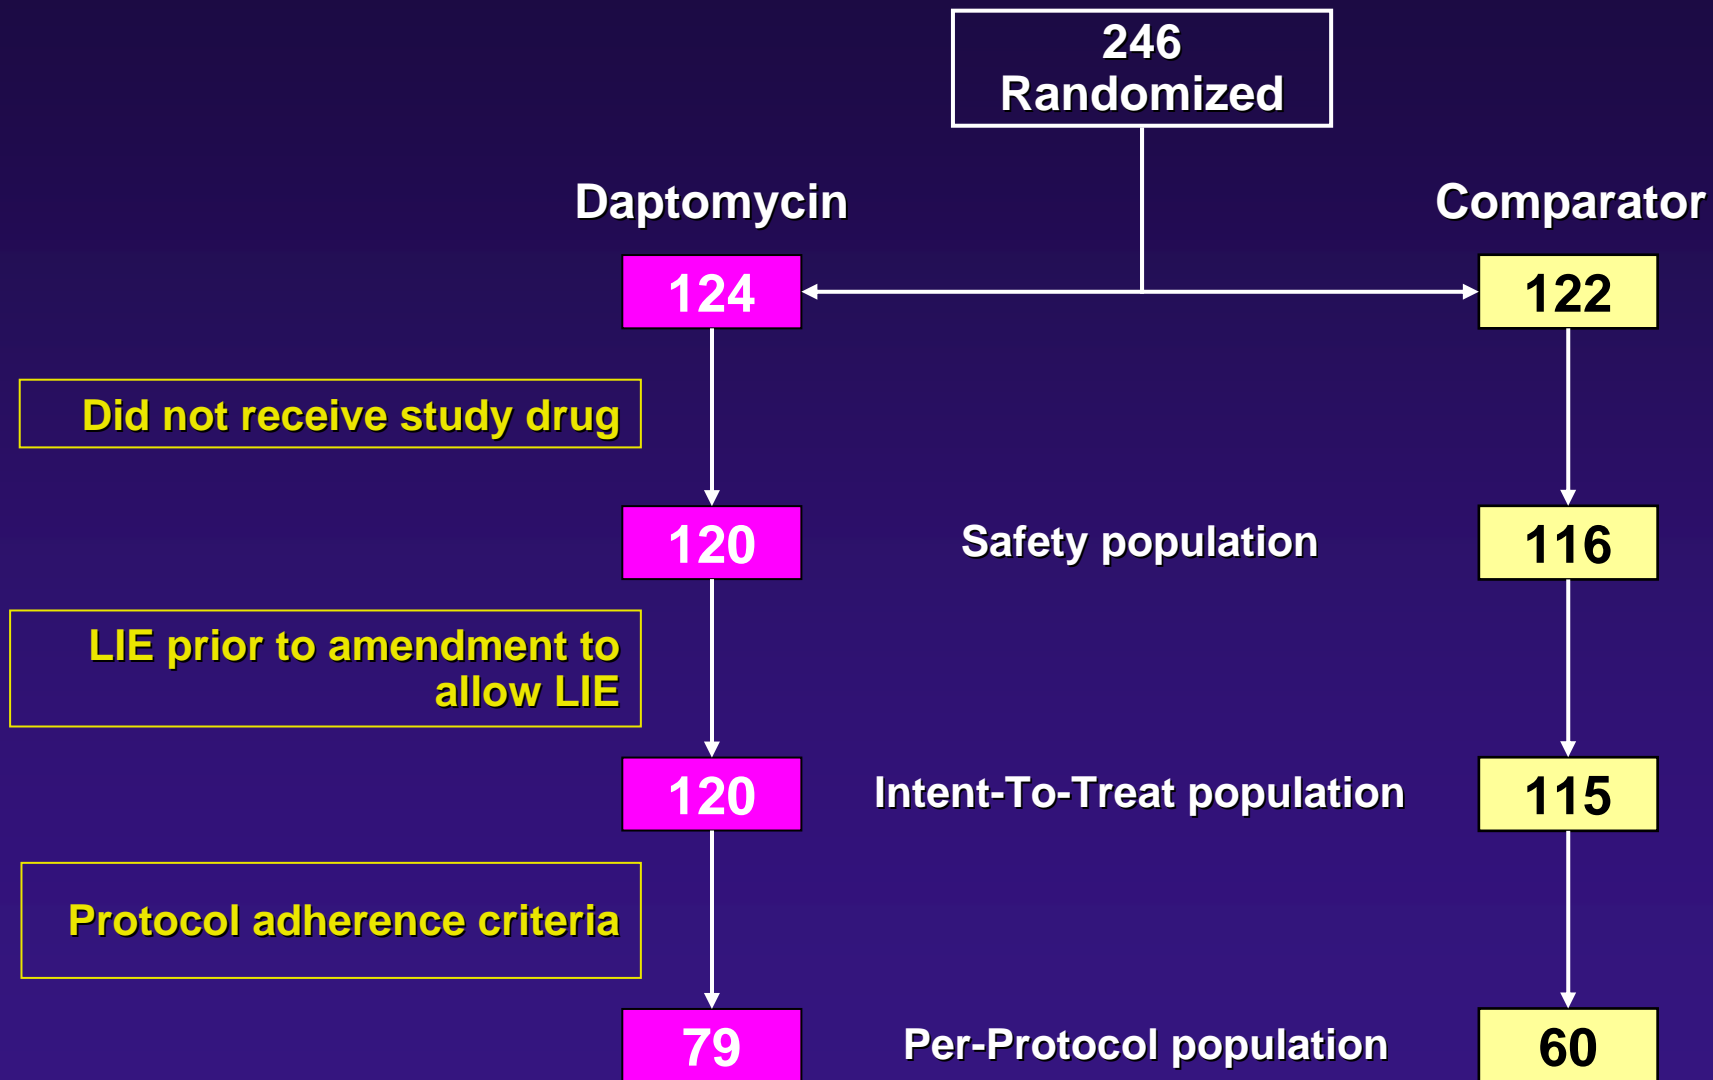 246
Randomized
Daptomycin
Comparator
124
122
Did not receive study drug
120
Safety population
116
LIE prior to amendment to
allow LIE
120
Intent-To-Treat population
115
Protocol adherence criteria
79
Per-Protocol population
60